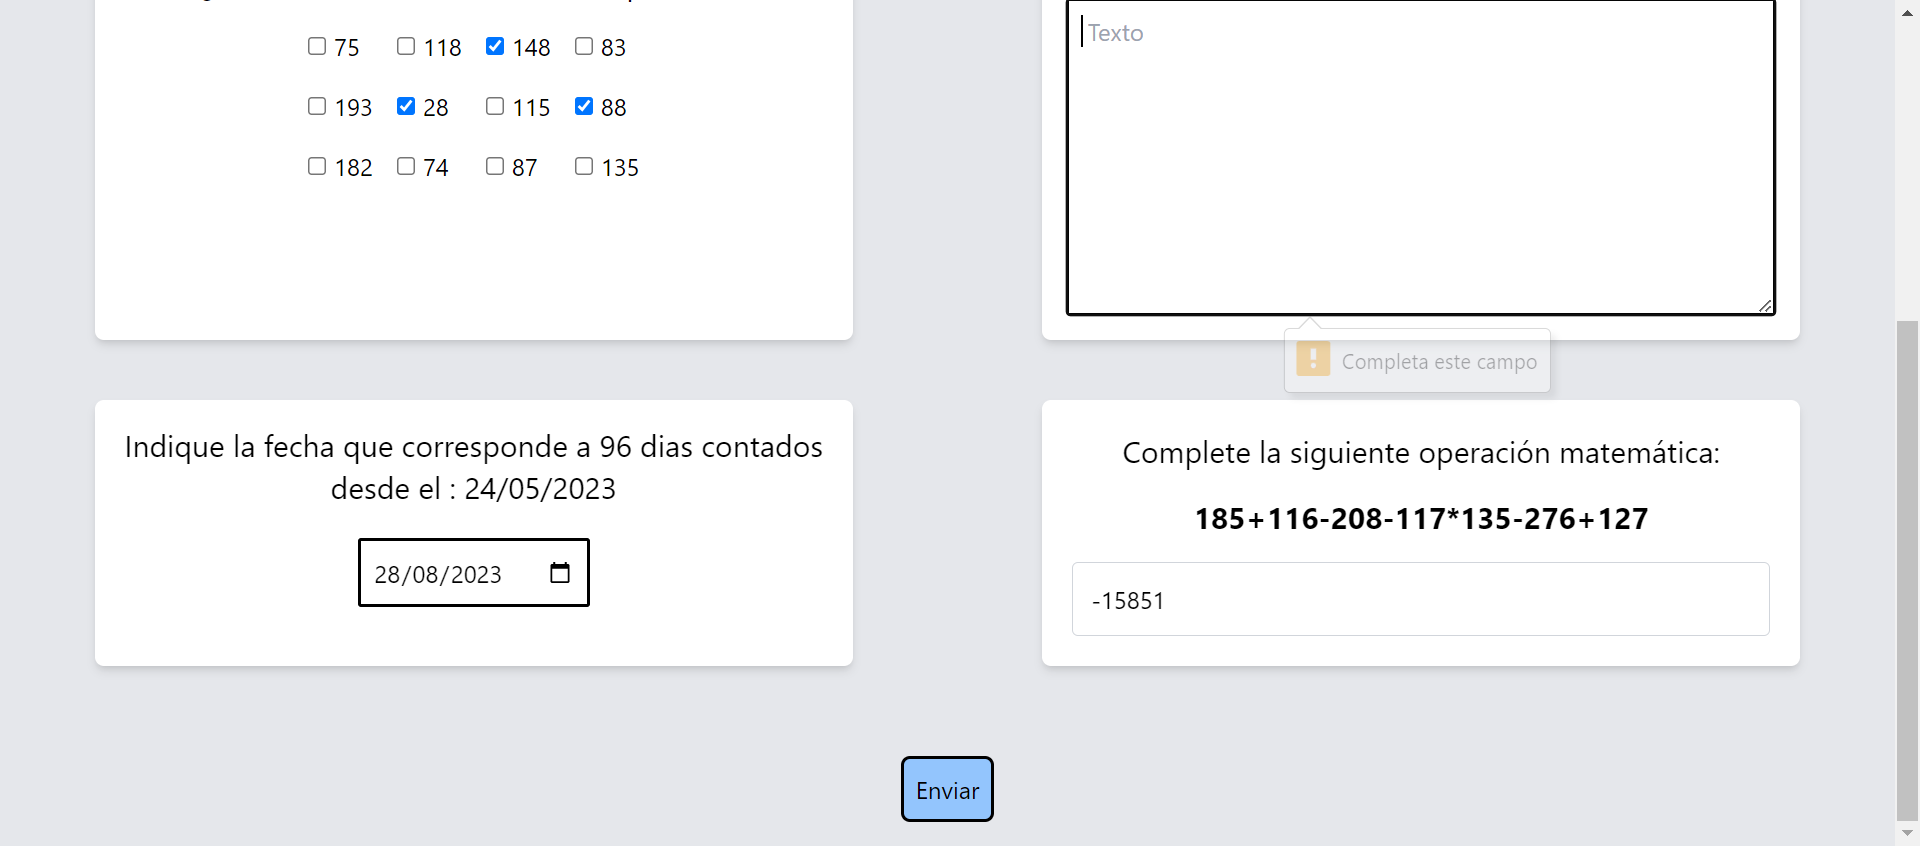 75 118 148 83
193 28 115 88
182 74 87 135
Texto
Completa este campo
Indique la fecha que corresponde a 96 dias contados
desde el : 24/05/2023
28/08/2023
Complete la siguiente operación matemática:
185+116-208-117*135-276+127
-15851
Enviar